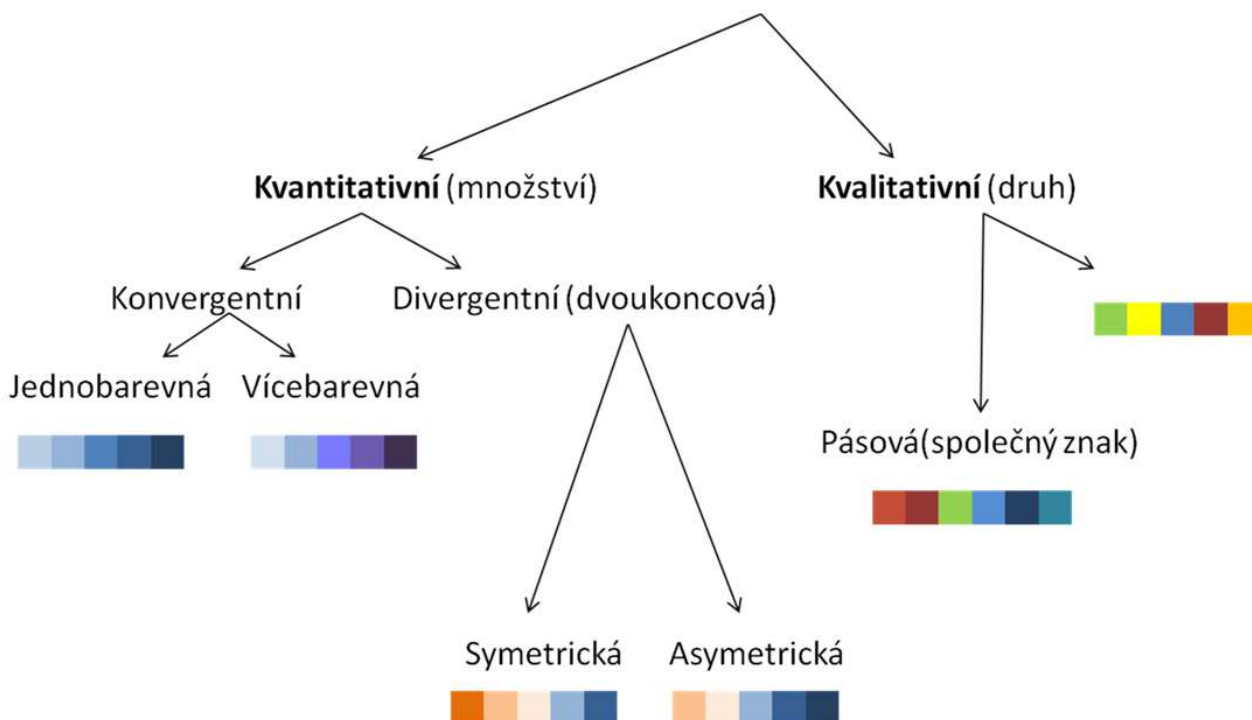 Kvantitativní (množství)
Kvalitativní (druh)
Konvergentní
Divergentní (dvoukoncová)
Jednobarevná
Vícebarevná
Pásová(společný znak)
Symetrická
Asymetrická